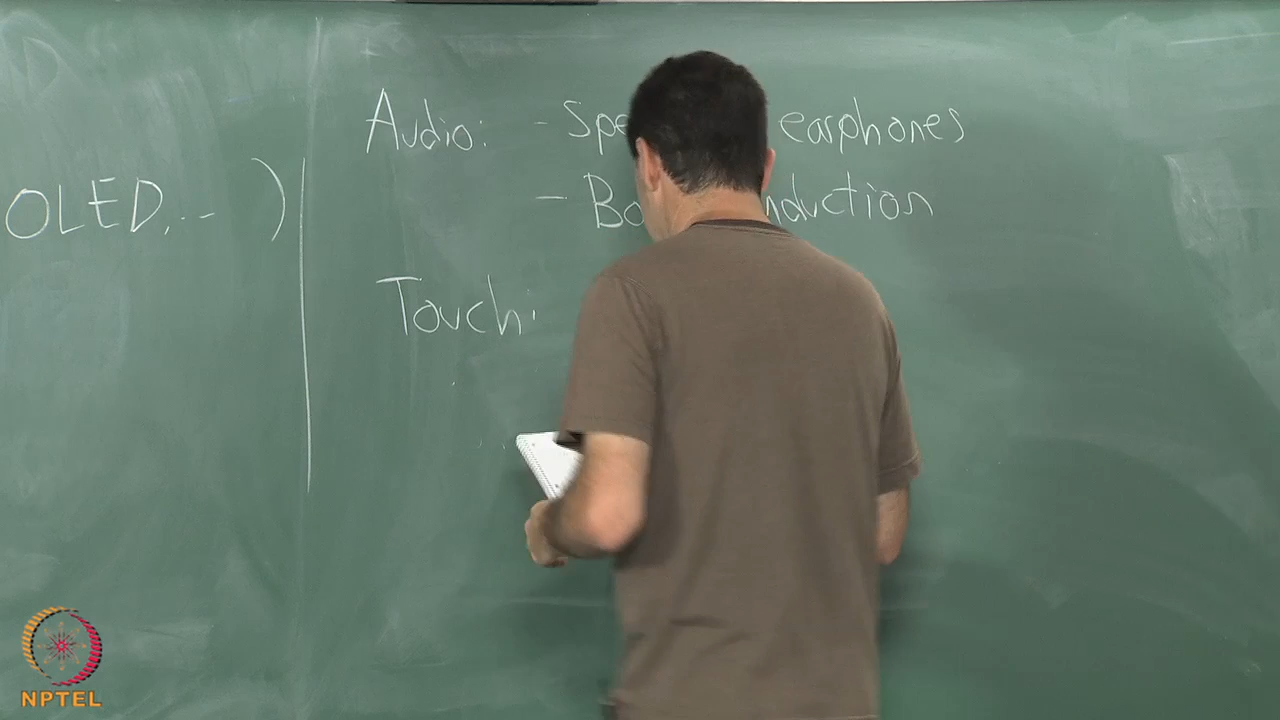 OLED, .-- )
Audio: - Spe earphones
- Bo nduction
Touch:
NPTEL